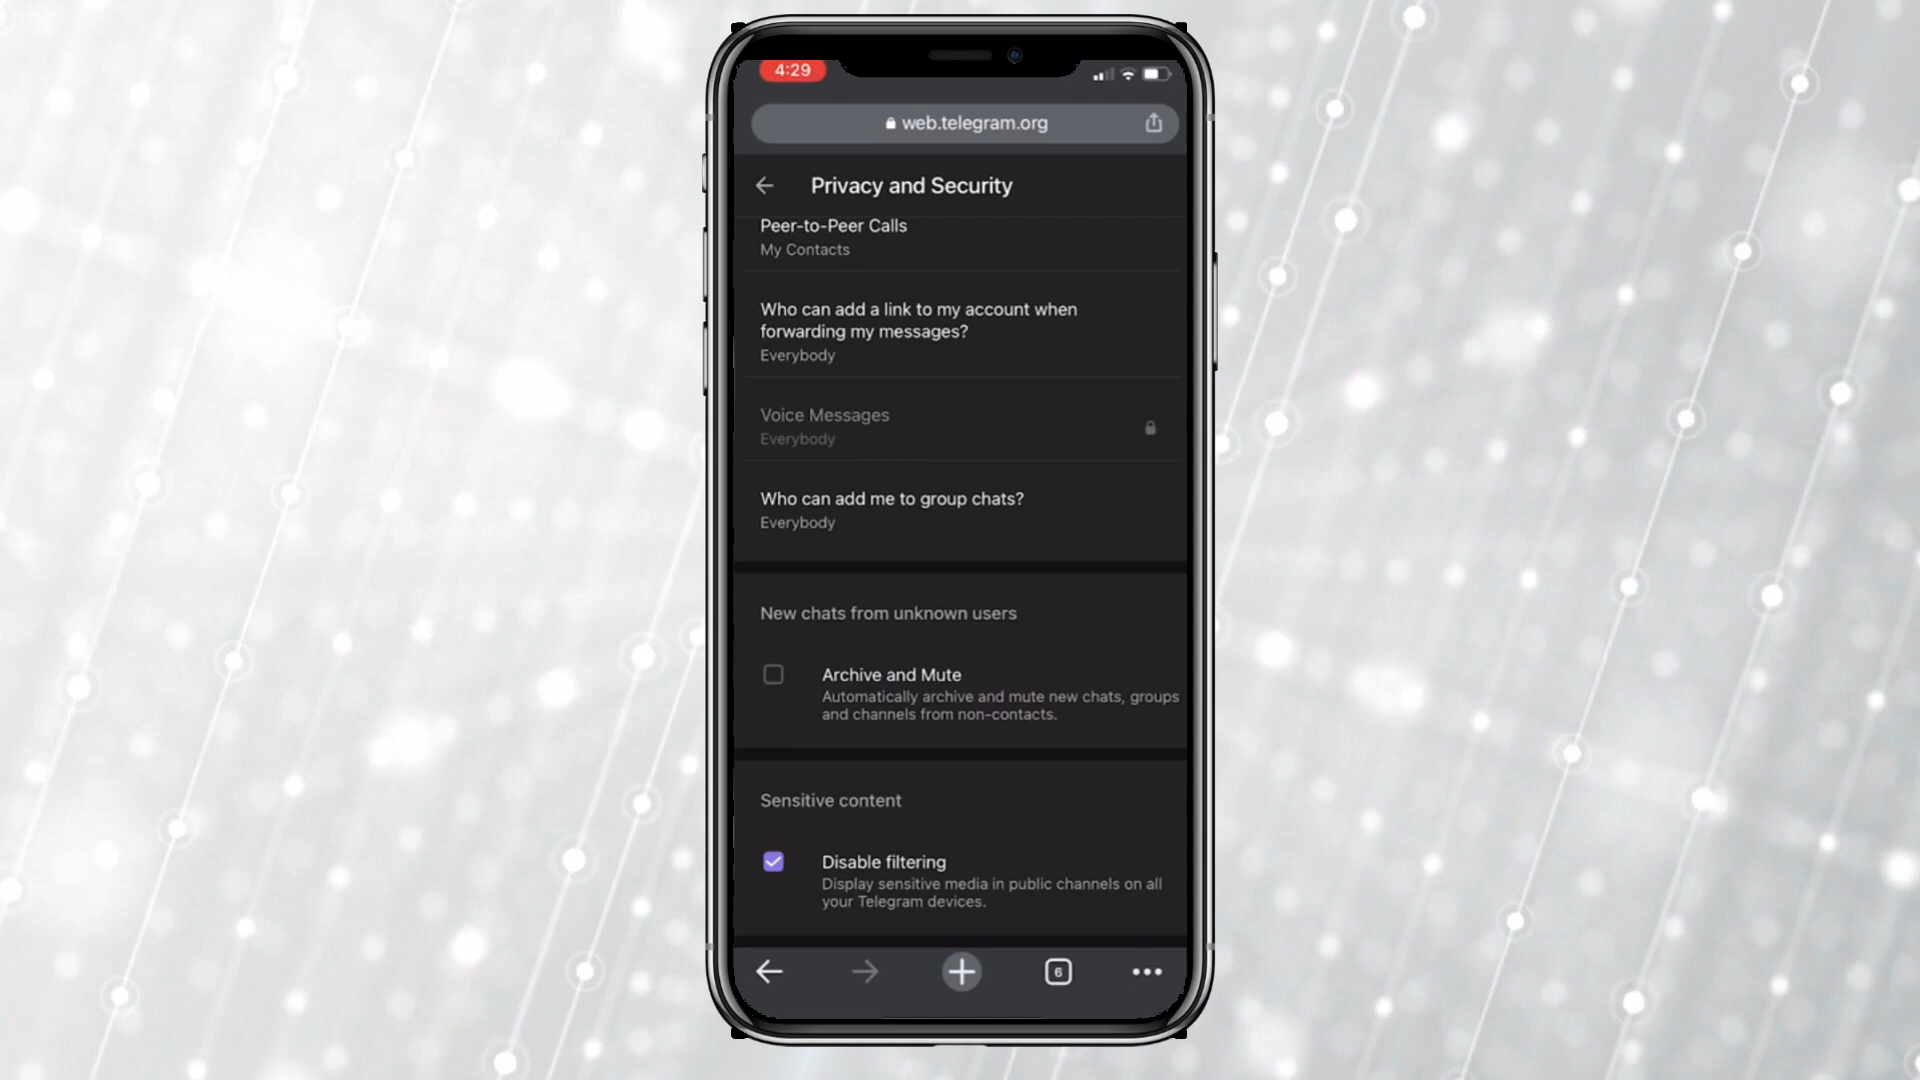 4:29
web.telegram.org
Privacy and Security
Peer-to-Peer Calls
My Contacts
Who can add a link to my account when
forwarding my messages?
Everybody
Voice Messages
Everybody
Who can add me to group chats?
Everybody
New chats from unknown users
Archive and Mute
Automatically archive and mute new chats, groups
and channels from non-contacts.
Sensitive content
Disable filtering
Display sensitive media in public channels on all
your Telegram devices.
6